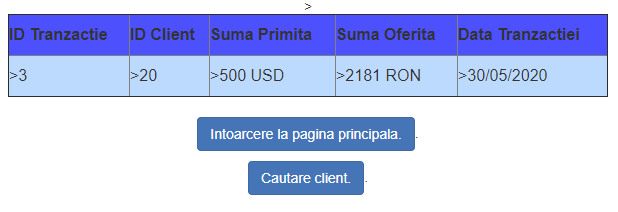 >
ID Tranzactie ID Client Suma Primita Suma Oferita Data Tranzactiei
>3 >20 >500 USD >2181 RON >30/05/2020
Intoarcere la pagina principala. .
Cautare client. .